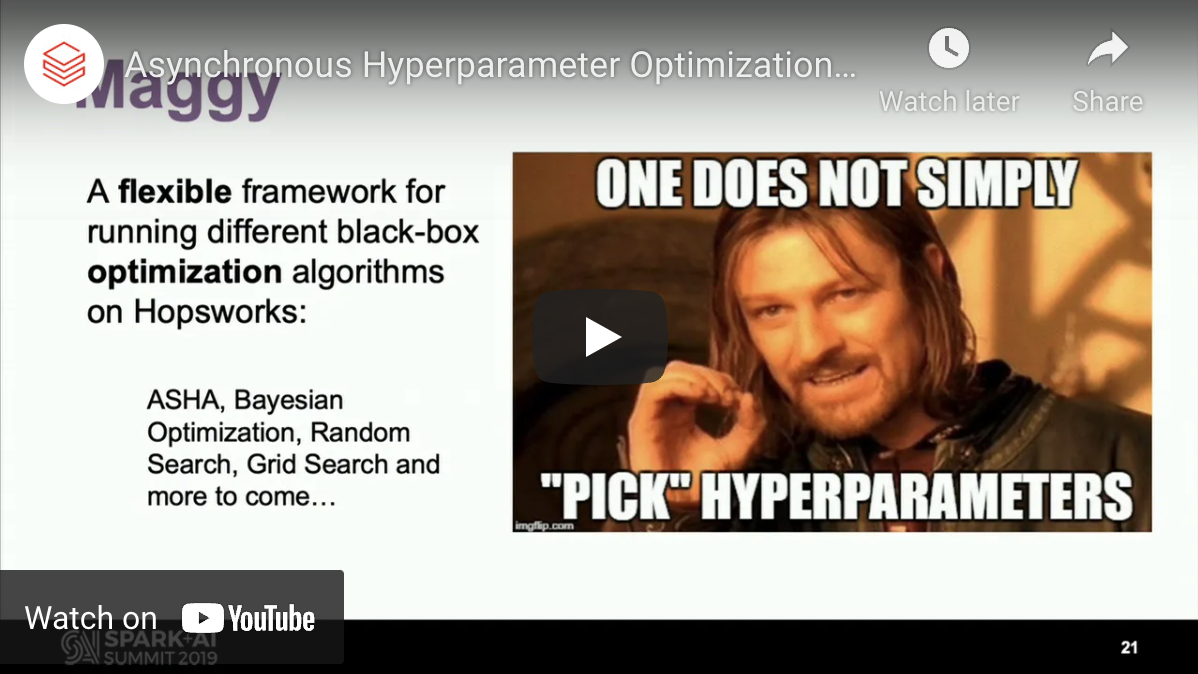 Asynchronous Hyperparameter Optimization...
Watch later
Share
Maggy
A flexible framework for
running different black-box
optimization algorithms
on Hopsworks:
ASHA, Bayesian
Optimization, Random
Search, Grid Search and
more to come…
ONE DOES NOT SIMPLY
"PICK" HYPERPARAMETERS
imgflip.com
Watch on YouTube
SPARK+AI
SUMMIT 2019
21